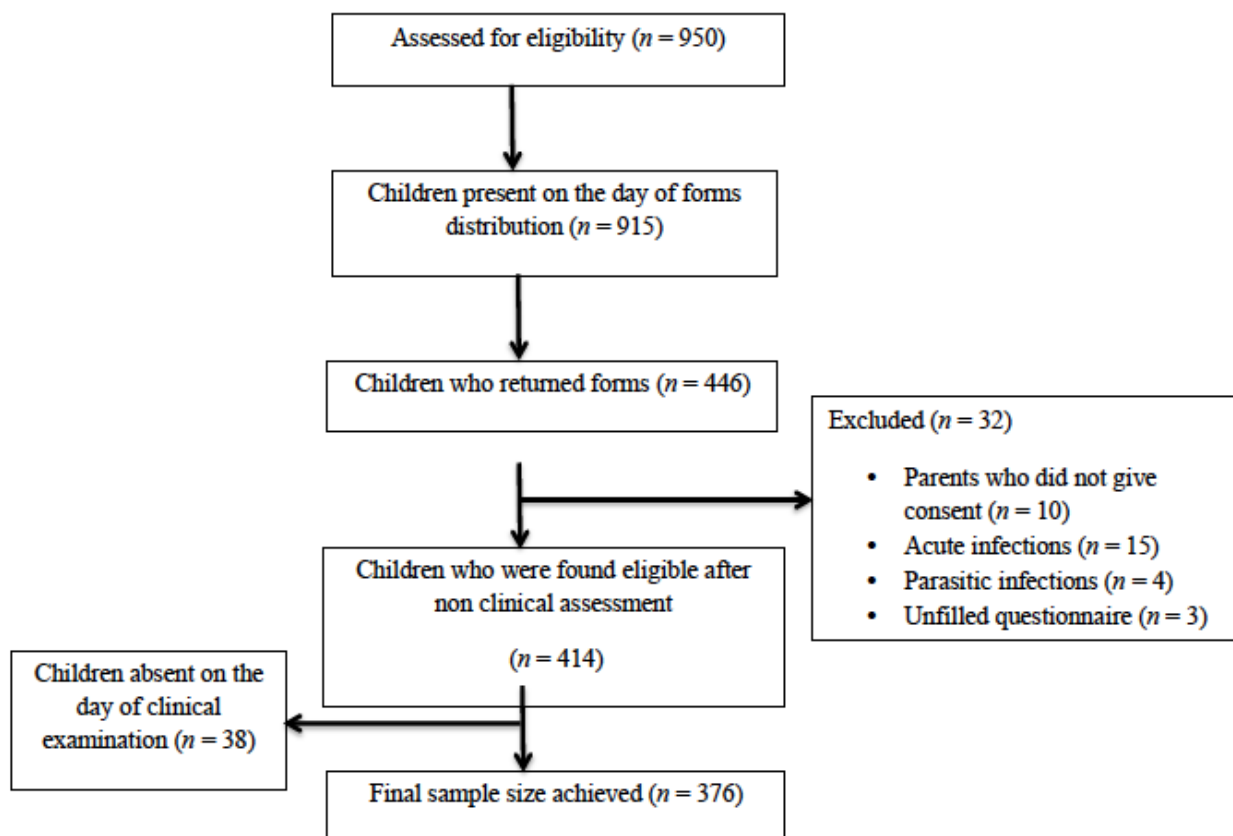 Assessed for eligibility (n = 950)
Children present on the day of forms
distribution (n = 915)
Children who returned forms (n = 446)
Excluded (n = 32)
• Parents who did not give
consent (n = 10)
• Acute infections (n = 15)
• Parasitic infections (n = 4)
• Unfilled questionnaire (n = 3)
Children who were found eligible after
non clinical assessment
(n = 414)
Children absent on the
day of clinical
examination (n = 38)
Final sample size achieved (n = 376)